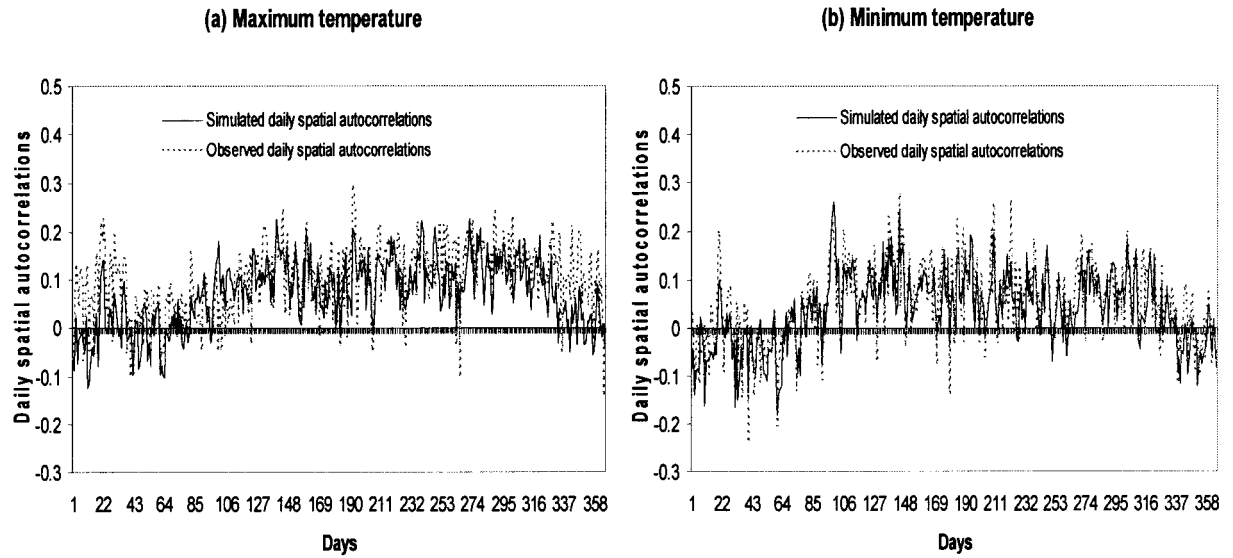 (a) Maximum temperature
Daily spatial autocorrelations
0.5
0.4
0.3
0.2
0.1
0
-0.1
-0.2
-0.3
Simulated daily spatial autocorrelations
Observed daily spatial autocorrelations
1 22 43 64 85 106 127 148 169 190 211 232 253 274 295 316 337 358
Days
(b) Minimum temperature
Daily spatial autocorrelations
0.5
0.4
0.3
0.2
0.1
0
-0.1
-0.2
-0.3
Simulated daily spatial autocorrelations
Observed daily spatial autocorrelations
1 22 43 64 85 106 127 148 169 190 211 232 253 274 295 316 337 358
Days